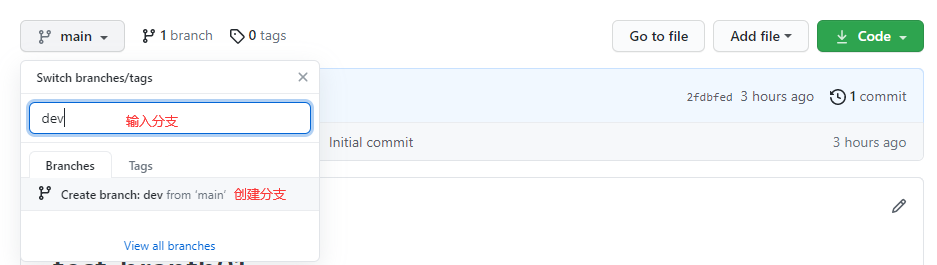 main 1 branch 0 tags Go to file Add file Code
Switch branches/tags
2fdbfed 3 hours ago 1 commit
dev 输入分支
Initial commit 3 hours ago
Branches Tags
Create branch: dev from 'main' 创建分支
View all branches